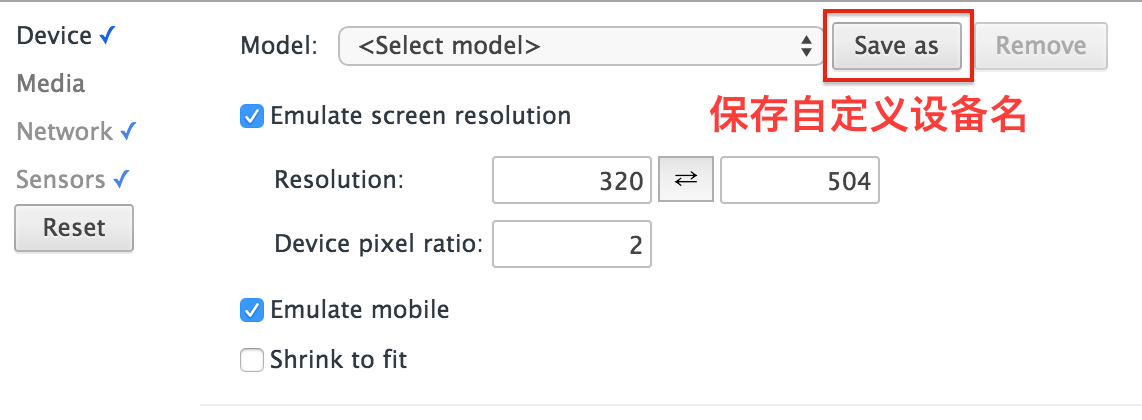 Device ✓
Model: <Select model> Save as Remove
Media
保存自定义设备名
Emulate screen resolution
Network ✓
Sensors ✓
Resolution: 320 ⇄ 504
Reset
Device pixel ratio: 2
Emulate mobile
Shrink to fit